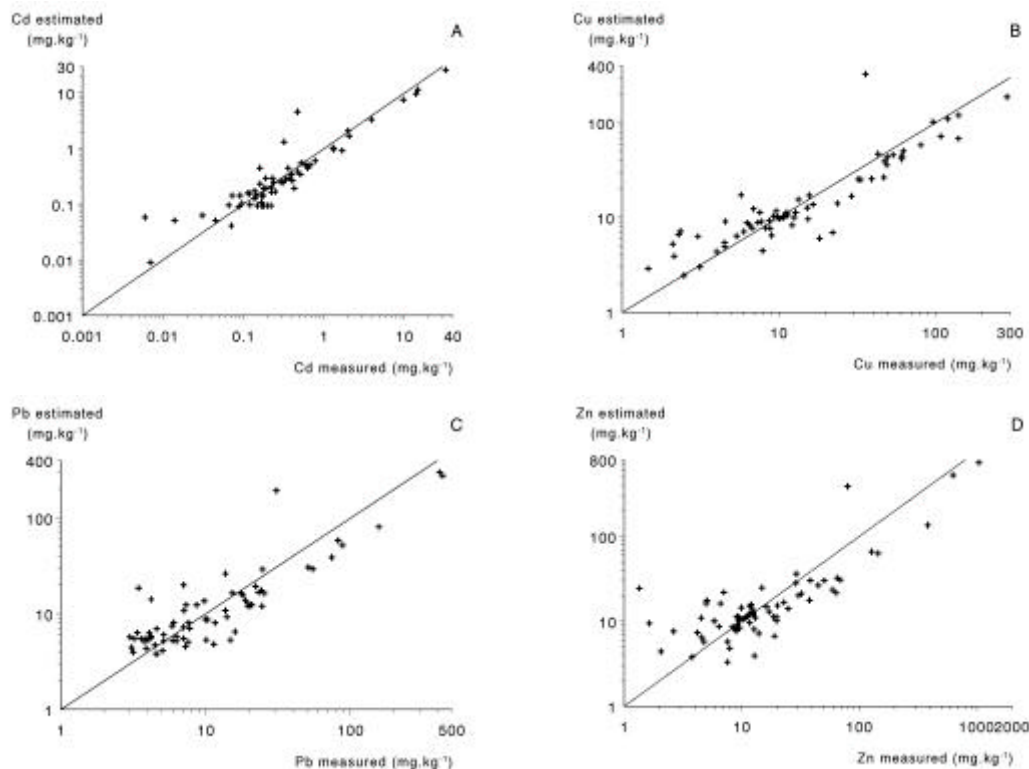 Cd estimated
(mg.kg⁻¹)
A
30
10
1
0.1
0.01
0.001
0.001
0.01
0.1
1
10
40
Cd measured (mg.kg⁻¹)
Cu estimated
(mg.kg⁻¹)
B
400
100
10
1
1
10
100
300
Cu measured (mg.kg⁻¹)
Pb estimated
(mg.kg⁻¹)
C
400
100
10
1
1
10
100
500
Pb measured (mg.kg⁻¹)
Zn estimated
(mg.kg⁻¹)
D
800
100
10
1
1
10
100
1000
2000
Zn measured (mg.kg⁻¹)